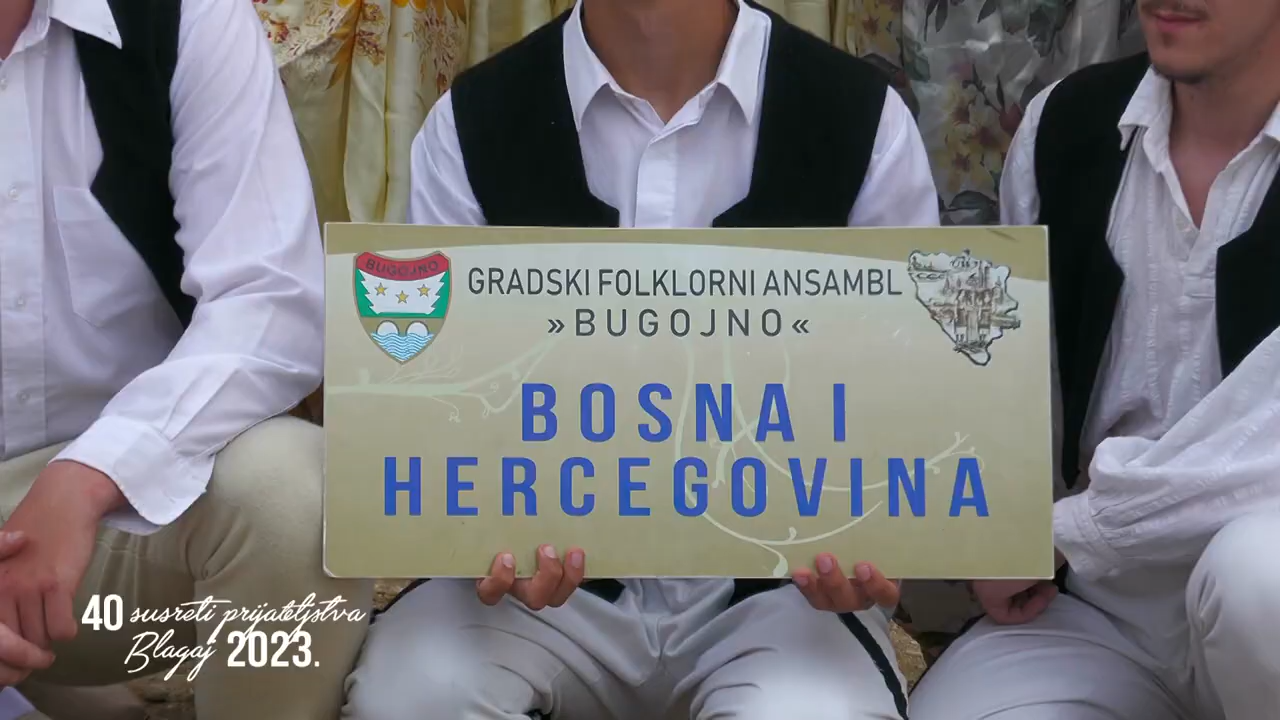 BUGOJNO
GRADSKI FOLKLORNI ANSAMBL
»BUGOJNO«
BOSNA I
HERCEGOVINA
40 susreti prijateljstva
Blagaj 2023.